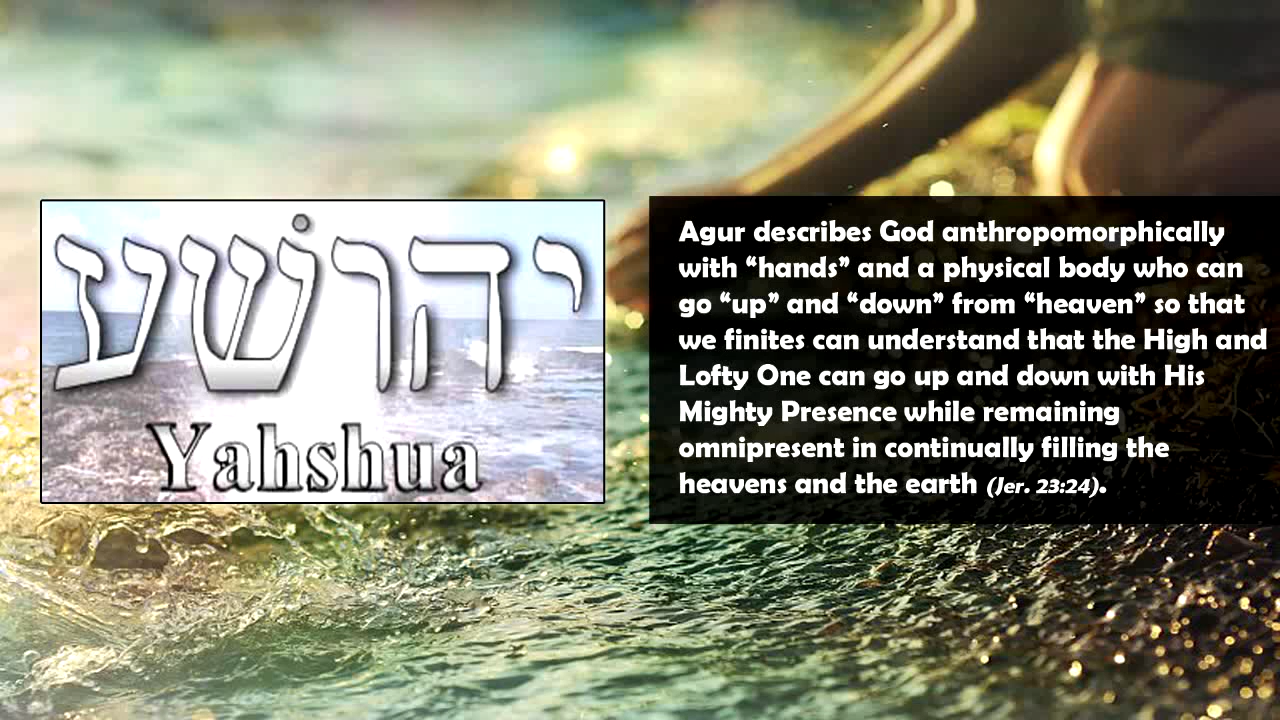 יהושׁע
Yahshua
Agur describes God anthropomorphically
with “hands” and a physical body who can
go “up” and “down” from “heaven” so that
we finites can understand that the High and
Lofty One can go up and down with His
Mighty Presence while remaining
omnipresent in continually filling the
heavens and the earth (Jer. 23:24).